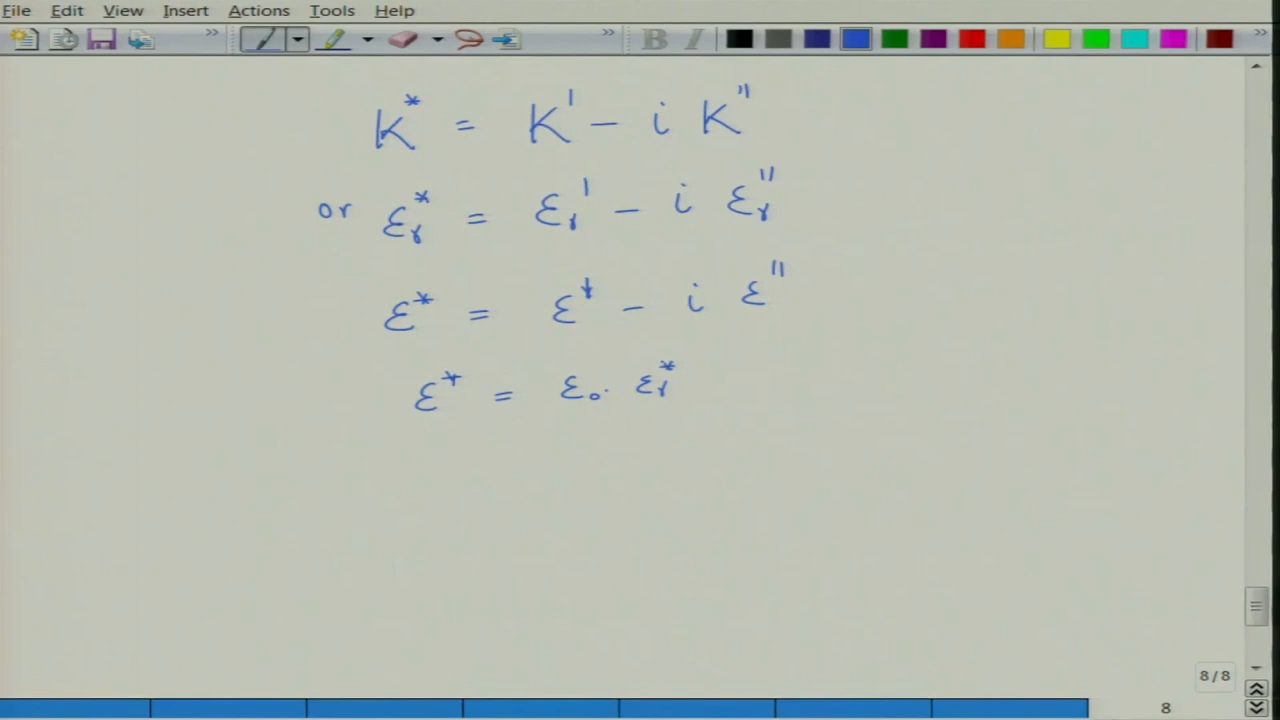 File Edit View Insert Actions Tools Help
B I
K* = K' - i K"
or εr* = εr' - i εr"
ε* = ε' - i ε"
ε* = ε0. εr*
8 / 8
8